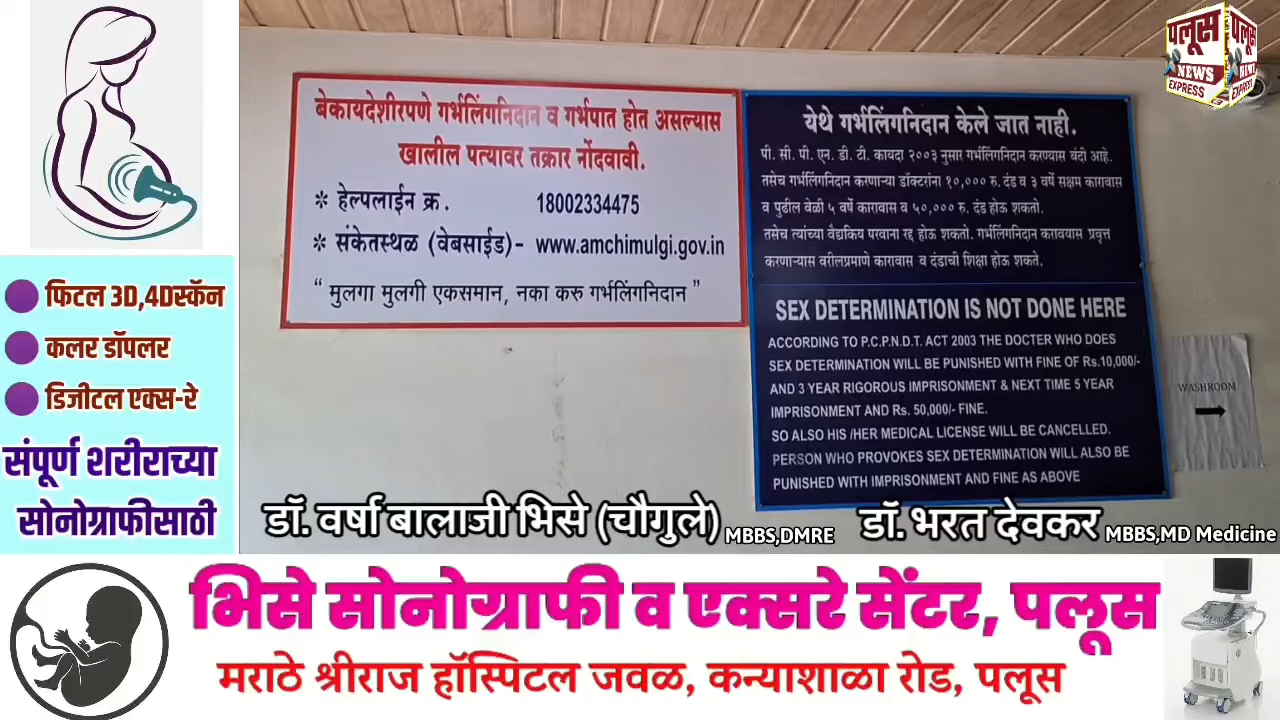 पलूस
NEWS
EXPRESS
बेकायदेशीरपणे गर्भलिंगनिदान व गर्भपात होत असल्यास
खालील पत्यावर तक्रार नोंदवावी.
* हेल्पलाईन क्र. 18002334475
* संकेतस्थळ (वेबसाईड)- www.amchimulgi.gov.in
“ मुलगा मुलगी एकसमान, नका करु गर्भलिंगनिदान ”
येथे गर्भलिंगनिदान केले जात नाही.
पी. सी. पी. एन. डी. टी. कायदा २००३ नुसार गर्भलिंगनिदान करण्यास बंदी आहे.
तसेच गर्भलिंगनिदान करणाऱ्या डॉक्टरांना १०,००० रु. दंड व ३ वर्षे सक्षम कारावास
व पुढील वेळी ५ वर्षे कारावास व ५०,००० रु. दंड होऊ शकतो.
तसेच त्यांच्या वैद्यकिय परवाना रद्द होऊ शकतो. गर्भलिंगनिदान करावयास प्रवृत्त
करणाऱ्यास वरीलप्रमाणे कारावास व दंडाची शिक्षा होऊ शकते.
SEX DETERMINATION IS NOT DONE HERE
ACCORDING TO P.C.P.N.D.T. ACT 2003 THE DOCTER WHO DOES
SEX DETERMINATION WILL BE PUNISHED WITH FINE OF Rs.10,000/-
AND 3 YEAR RIGOROUS IMPRISONMENT & NEXT TIME 5 YEAR
IMPRISONMENT AND Rs. 50,000/- FINE.
SO ALSO HIS /HER MEDICAL LICENSE WILL BE CANCELLED.
PERSON WHO PROVOKES SEX DETERMINATION WILL ALSO BE
PUNISHED WITH IMPRISONMENT AND FINE AS ABOVE
WASHROOM
फिटल 3D,4Dस्कॅन
कलर डॉपलर
डिजीटल एक्स-रे
संपूर्ण शरीराच्या
सोनोग्राफीसाठी
डॉ. वर्षा बालाजी भिसे (चौगुले) MBBS,DMRE
डॉ. भरत देवकर MBBS,MD Medicine
भिसे सोनोग्राफी व एक्सरे सेंटर, पलूस
मराठे श्रीराज हॉस्पिटल जवळ, कन्याशाळा रोड, पलूस